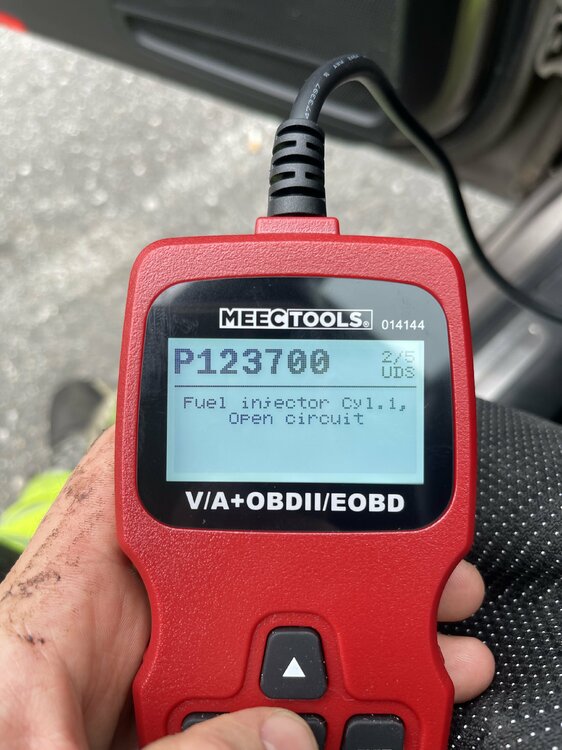 MEECTOOLS® 014144
P123700 2/5
UDS
Fuel injector Cyl.1,
Open circuit
V/A+OBDII/EOBD